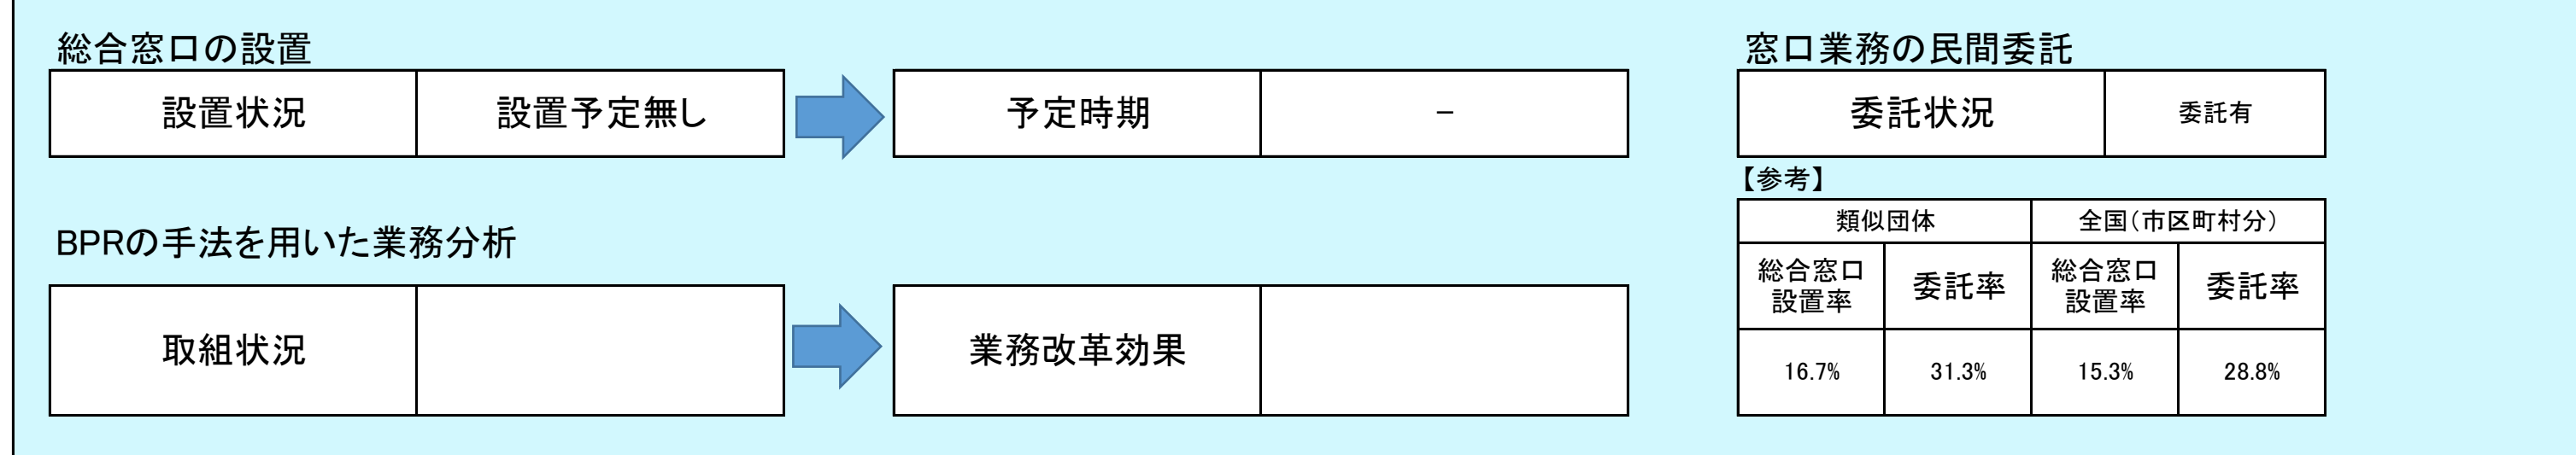 総合窓口の設置
設置状況 設置予定無し 予定時期 －
BPRの手法を用いた業務分析
取組状況 業務改革効果
窓口業務の民間委託
委託状況 委託有
【参考】
類似団体 全国（市区町村分）
総合窓口
設置率
委託率
総合窓口
設置率
委託率
16.7% 31.3% 15.3% 28.8%